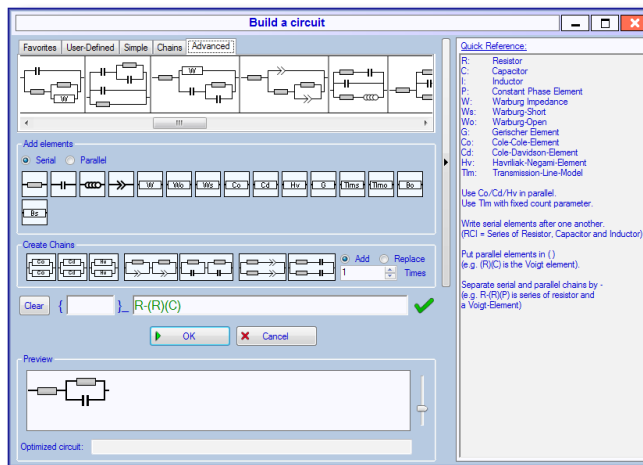 Build a circuit
Favorites User-Defined Simple Chains Advanced
W
W
Add elements
Serial Parallel
W Wo Ws Co Cd Hv G Tlms Tlmo Bo
Bs
Create Chains
Co Cd Hv
Co Cd Hv
Add Replace
1 Times
Clear { }_ R-(R)(C)
OK Cancel
Preview
Optimized circuit:
Quick Reference:
R: Resistor
C: Capacitor
I: Inductor
P: Constant Phase Element
W: Warburg Impedance
Ws: Warburg-Short
Wo: Warburg-Open
G: Gerischer Element
Co: Cole-Cole-Element
Cd: Cole-Davidson-Element
Hv: Havriliak-Negami-Element
Tlm: Transmission-Line-Model
Use Co/Cd/Hv in parallel.
Use Tlm with fixed count parameter.
Write serial elements after one another.
(RCI = Series of Resistor, Capacitor and Inductor)
Put parallel elements in ( )
(e.g. (R)(C) is the Voigt element).
Separate serial and parallel chains by -
(e.g. R-(R)(P) is series of resistor and
a Voigt-Element)